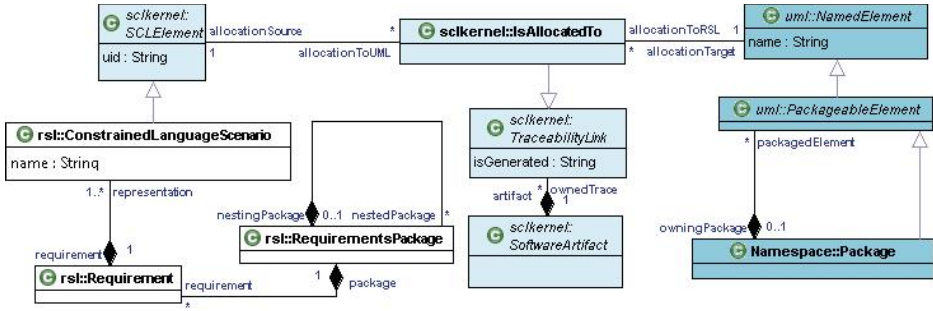 sclkernel:
SCLElement
uid : String
allocationSource
1
*
allocationToUML
sclkernel::IsAllocatedTo
allocationToRSL 1
* allocationTarget
uml::NamedElement
name : String
rsl::ConstrainedLanguageScenario
name : String
sclkernel:
TraceabilityLink
isGenerated : String
uml::PackageableElement
* packagedElement
1..* representation
nestingPackage 0..1 nestedPackage *
artifact * ownedTrace
1
rsl::RequirementsPackage
sclkernel:
SoftwareArtifact
owningPackage 0..1
Namespace::Package
requirement 1
rsl::Requirement
requirement
*
1 package